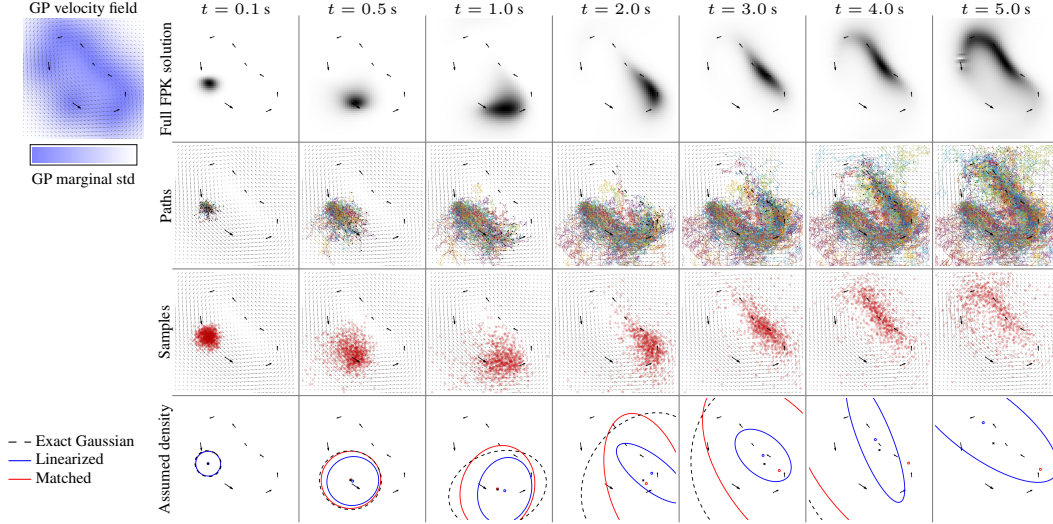 GP velocity field
t = 0.1 s
t = 0.5 s
t = 1.0 s
t = 2.0 s
t = 3.0 s
t = 4.0 s
t = 5.0 s
GP marginal std
Full FPK solution
Paths
Samples
Assumed density
Exact Gaussian
Linearized
Matched